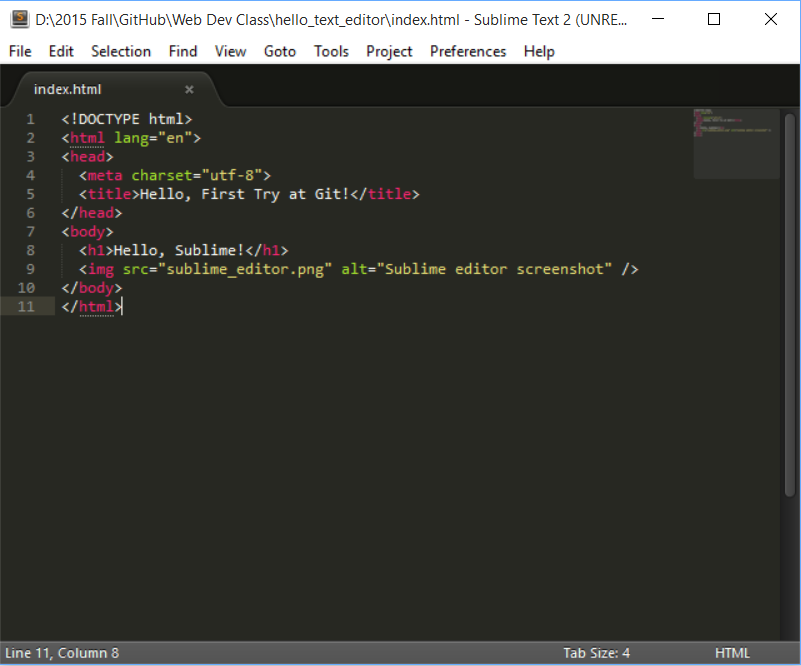 D:\2015 Fall\GitHub\Web Dev Class\hello_text_editor\index.html - Sublime Text 2 (UNRE...
File Edit Selection Find View Goto Tools Project Preferences Help
index.html ×
1 <!DOCTYPE html>
2 <html lang="en">
3 <head>
4 <meta charset="utf-8">
5 <title>Hello, First Try at Git!</title>
6 </head>
7 <body>
8 <h1>Hello, Sublime!</h1>
9 <img src="sublime_editor.png" alt="Sublime editor screenshot" />
10 </body>
11 </html>
Line 11, Column 8 Tab Size: 4 HTML